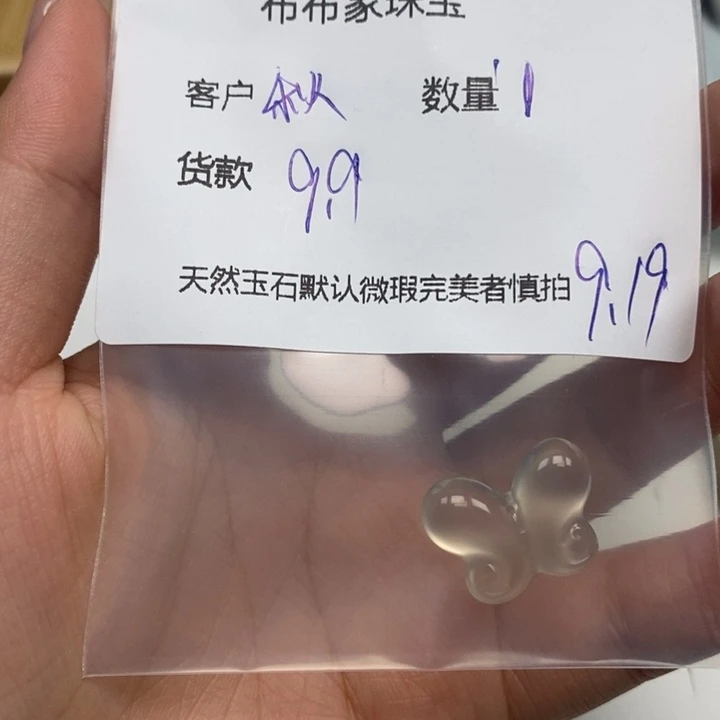 布布家珠宝
客户 秋 数量 1
货款 9.9
天然玉石默认微瑕完美者慎拍 9.19